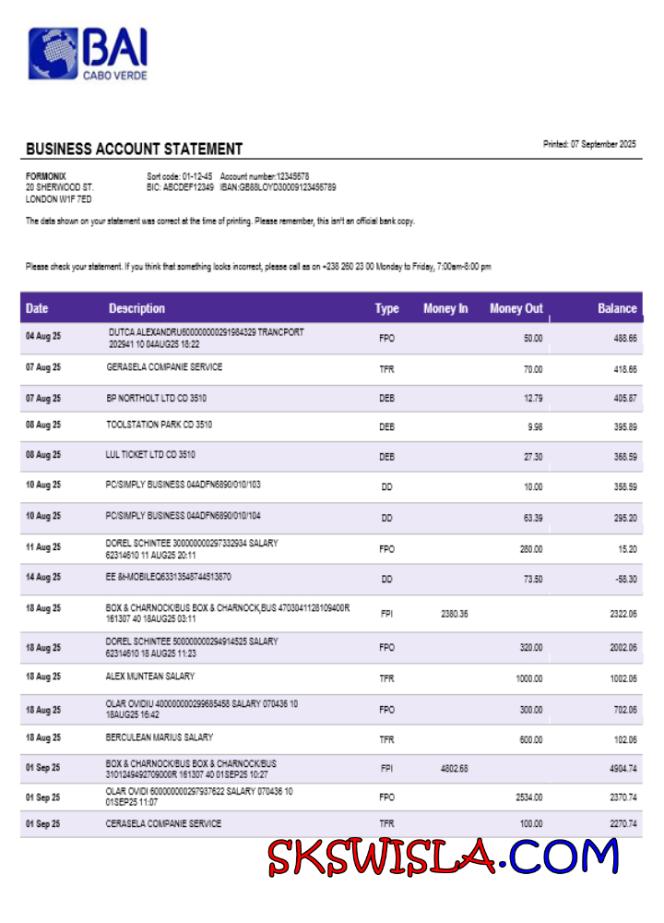 BAI
CABO VERDE
BUSINESS ACCOUNT STATEMENT
Printed: 07 September 2025
FORMONIX
20 SHERWOOD ST.
LONDON W1F 7ED
Sort code: 01-12-45 Account number:12345678
BIC: ABCDEF12349 IBAN:GB88LOYD30009123456789
The data shown on your statement was correct at the time of printing. Please remember, this isn't an official bank copy.
Please check your statement. If you think that something looks incorrect, please call as on +238 260 23 00 Monday to Friday, 7:00am-8:00 pm
Date Description Type Money In Money Out Balance
04 Aug 25 DUTCA ALEXANDRU600000000291984329 TRANCPORT FPO 50.00 488.66
202941 10 04AUG25 18:22
07 Aug 25 GERASELA COMPANIE SERVICE TFR 70.00 418.66
07 Aug 25 BP NORTHOLT LTD CD 3510 DEB 12.79 405.87
08 Aug 25 TOOLSTATION PARK CD 3510 DEB 9.98 395.89
08 Aug 25 LUL TICKET LTD CD 3510 DEB 27.30 368.59
10 Aug 25 PC/SIMPLY BUSINESS 04ADFN6890/010/103 DD 10.00 358.59
10 Aug 25 PC/SIMPLY BUSINESS 04ADFN6890/010/104 DD 63.39 295.20
11 Aug 25 DOREL SCHINTEE 300000000297332934 SALARY FPO 280.00 15.20
62314610 11 AUG25 20:11
14 Aug 25 EE &I-MOBILEQ63313548744513870 DD 73.50 -58.30
18 Aug 25 BOX & CHARNOCK/BUS BOX & CHARNOCK,BUS 4703041128109400R FPI 2380.36 2322.06
161307 40 18AUG25 03:11
18 Aug 25 DOREL SCHINTEE 500000000294914525 SALARY FPO 320.00 2002.06
62314610 18 AUG25 11:23
18 Aug 25 ALEX MUNTEAN SALARY TFR 1000.00 1002.06
18 Aug 25 OLAR OVIDIU 400000000299685458 SALARY 070436 10 FPO 300.00 702.06
18AUG25 16:42
18 Aug 25 BERCULEAN MARIUS SALARY TFR 600.00 102.06
01 Sep 25 BOX & CHARNOCK/BUS BOX & CHARNOCK/BUS FPI 4802.68 4904.74
3101249492709000R 161307 40 01SEP25 10:27
01 Sep 25 OLAR OVIDI 600000000297937622 SALARY 070436 10 FPO 2534.00 2370.74
01SEP25 11:07
01 Sep 25 CERASELA COMPANIE SERVICE TFR 100.00 2270.74
SKSWISLA.COM